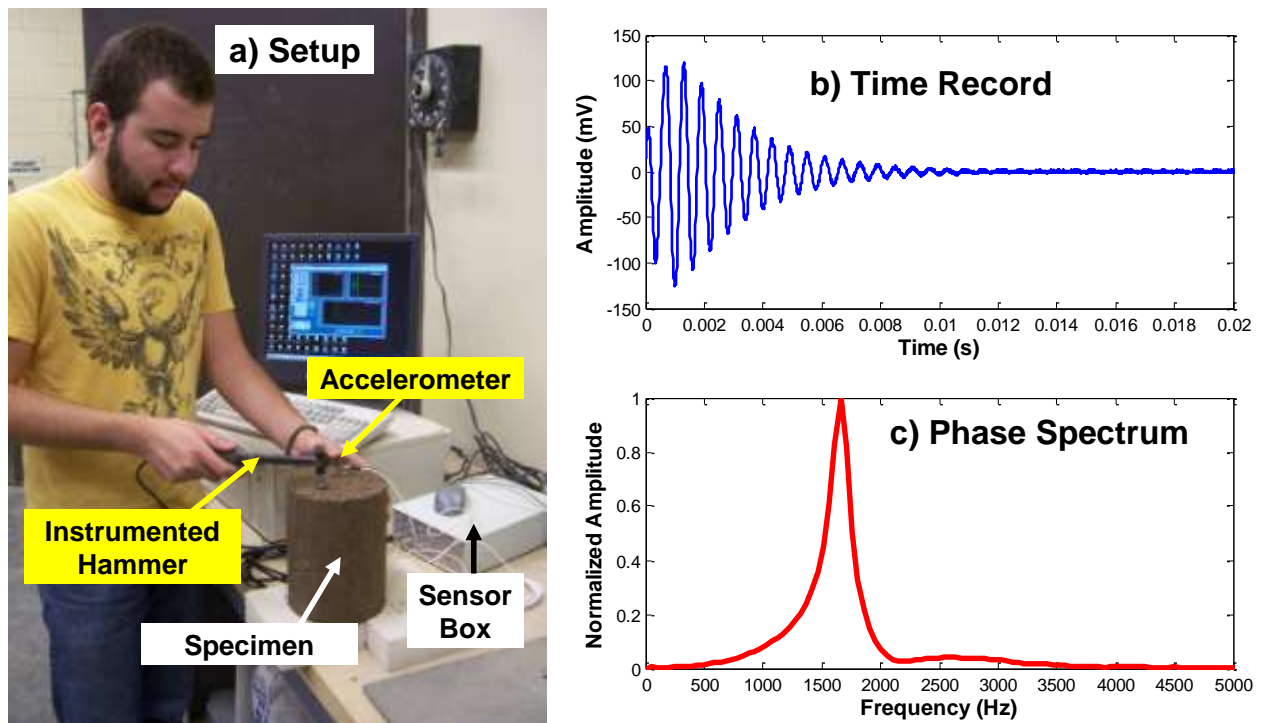 a) Setup
Accelerometer
Instrumented
Hammer
Specimen
Sensor
Box
b) Time Record
Amplitude (mV)
150
100
50
0
-50
-100
-150
0 0.002 0.004 0.006 0.008 0.01 0.012 0.014 0.016 0.018 0.02
Time (s)
c) Phase Spectrum
Normalized Amplitude
1
0.8
0.6
0.4
0.2
0
0 500 1000 1500 2000 2500 3000 3500 4000 4500 5000
Frequency (Hz)